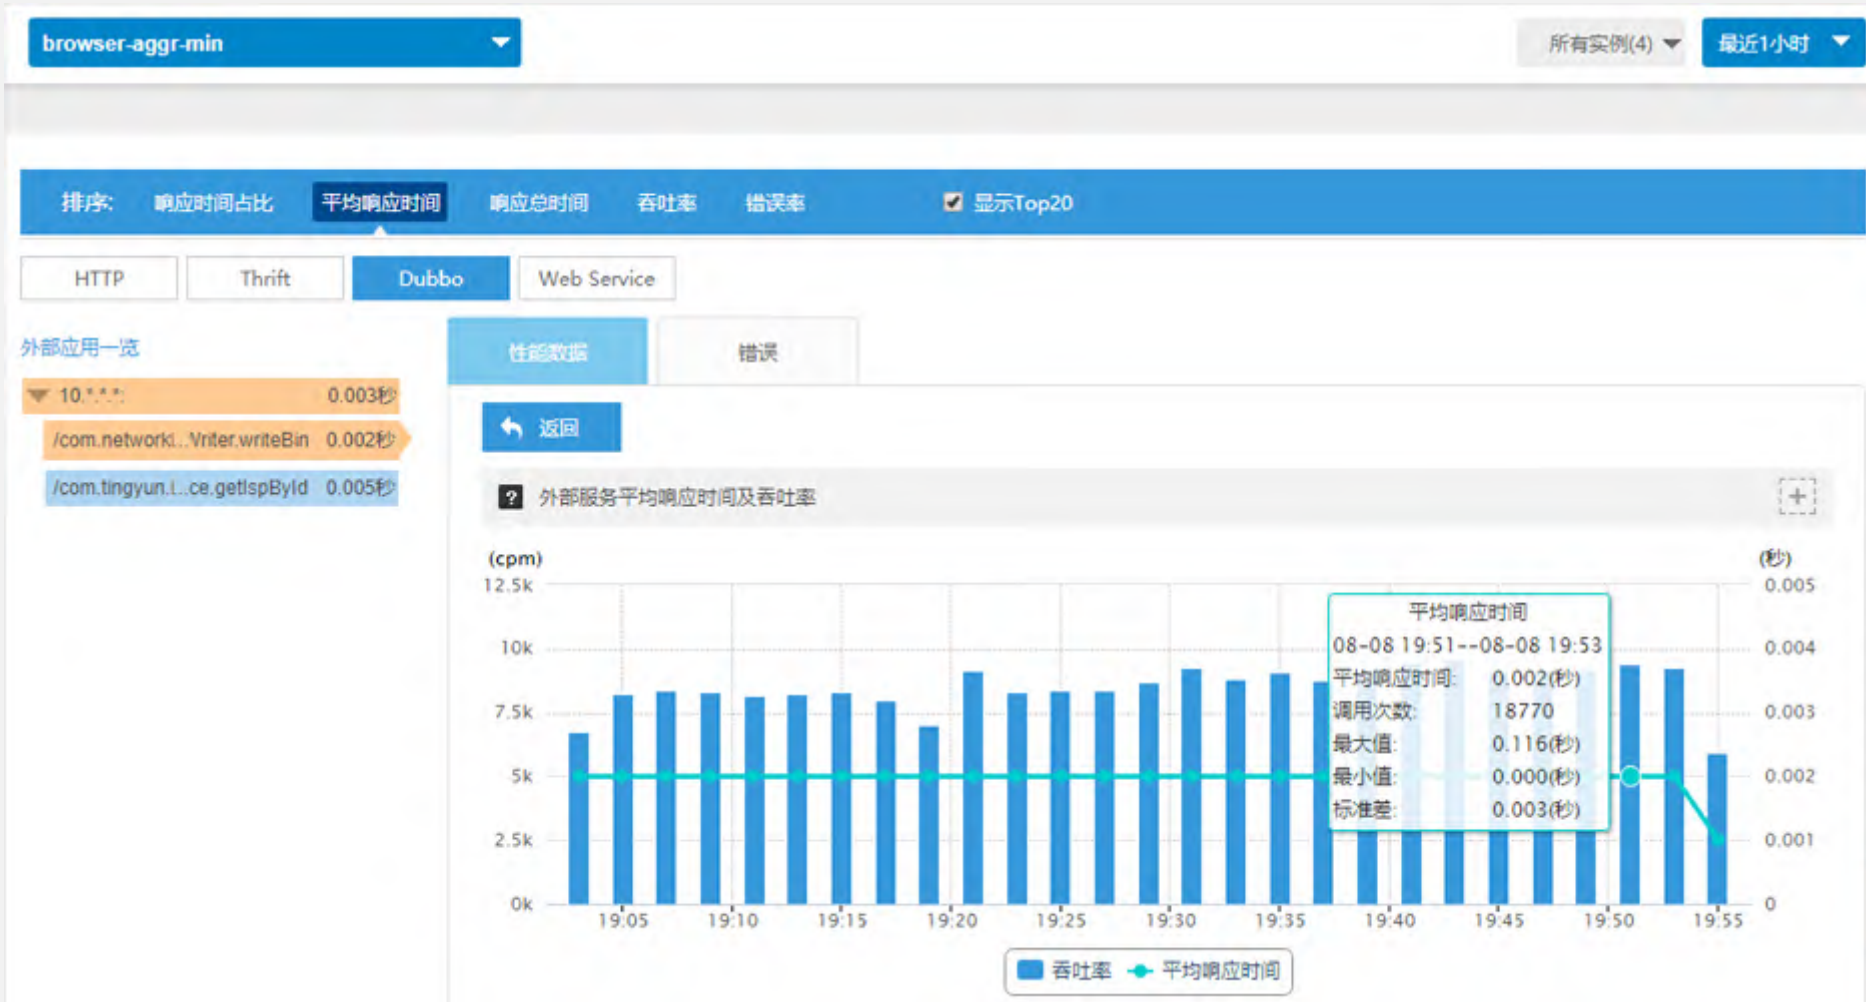 browser-aggr-min
所有实例(4)
最近1小时
排序: 响应时间占比 平均响应时间 响应总时间 吞吐率 错误率 显示Top20
HTTP Thrift Dubbo Web Service
外部应用一览
性能数据 错误
10.*.*.*: 0.003秒
/com.networki...Writer.writeBin 0.002秒
/com.tingyun.i...ce.getIspById 0.005秒
返回
? 外部服务平均响应时间及吞吐率
(cpm) (秒)
12.5k 0.005
10k 0.004
7.5k 0.003
5k 0.002
2.5k 0.001
0k 0
平均响应时间
08-08 19:51--08-08 19:53
平均响应时间: 0.002(秒)
调用次数: 18770
最大值: 0.116(秒)
最小值: 0.000(秒)
标准差: 0.003(秒)
19:05 19:10 19:15 19:20 19:25 19:30 19:35 19:40 19:45 19:50 19:55
吞吐率 平均响应时间